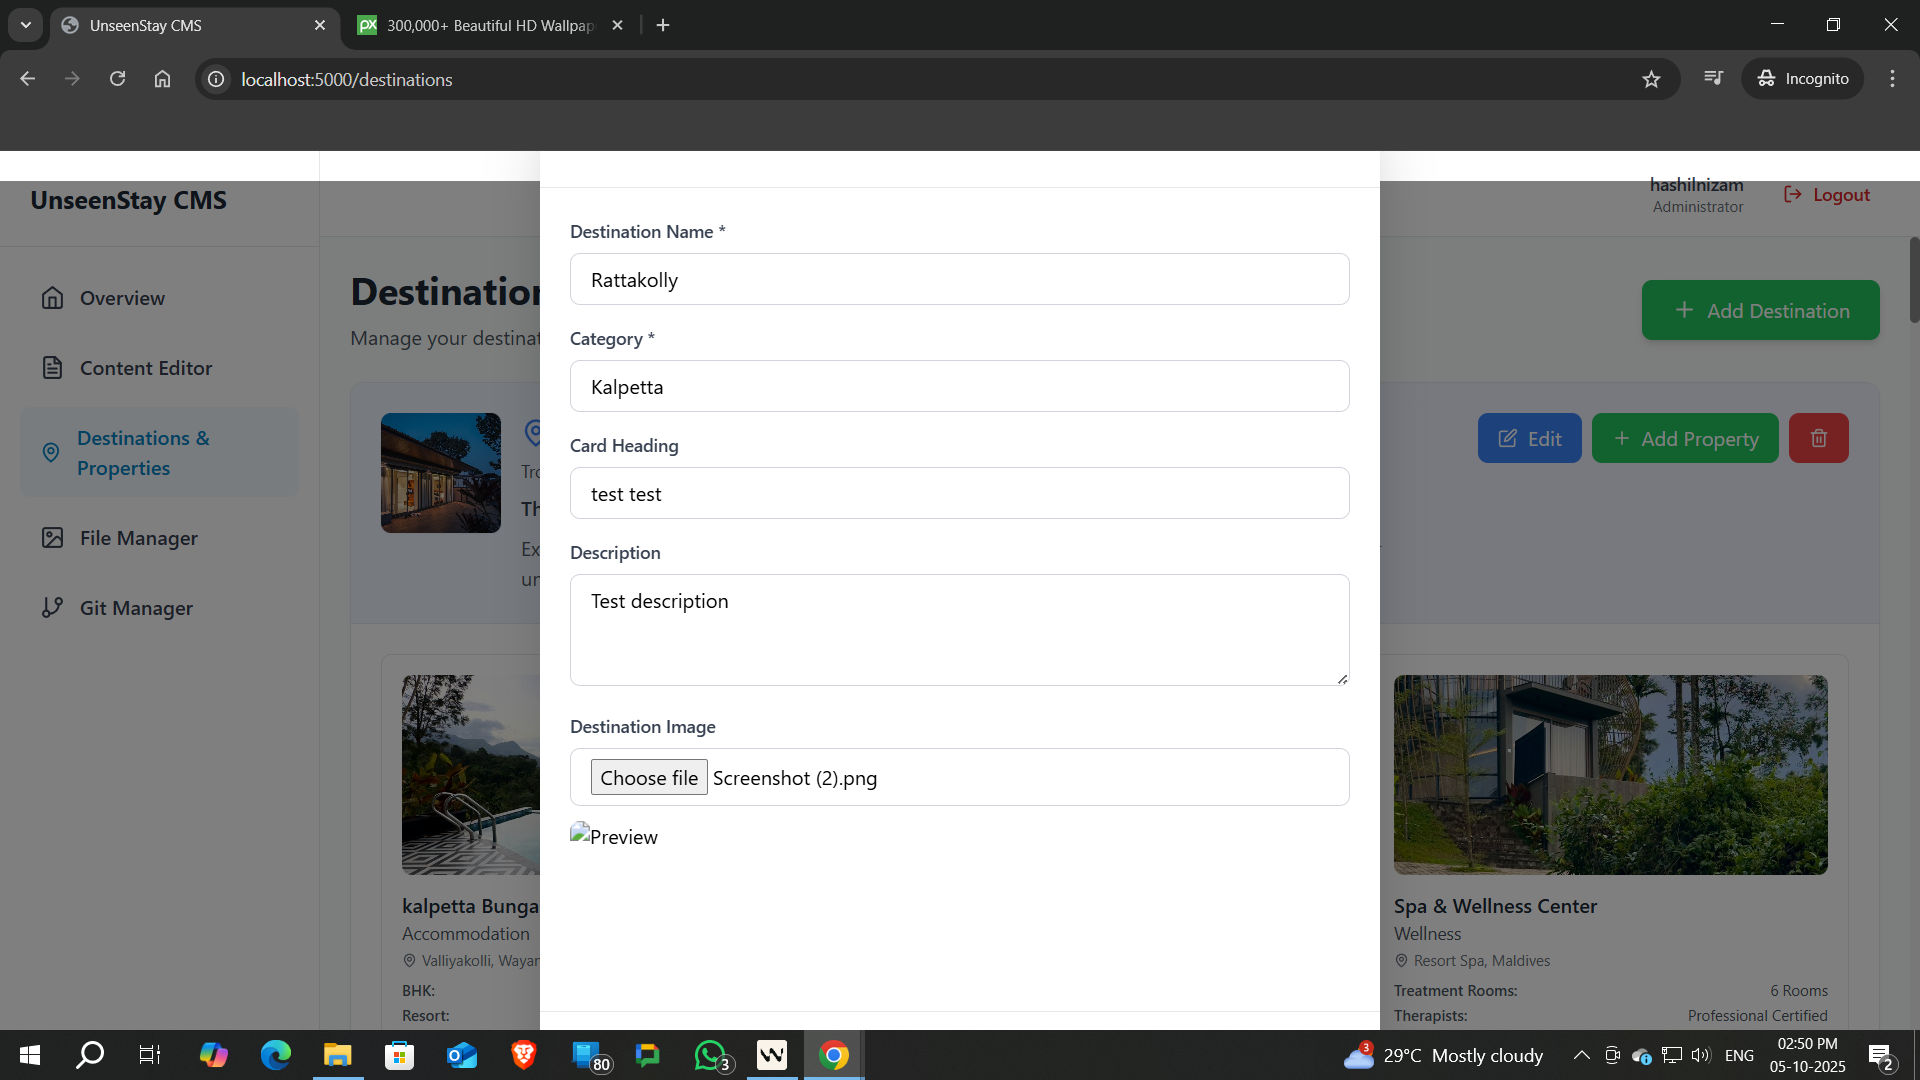 UnseenStay CMS
300,000+ Beautiful HD Wallpap
localhost:5000/destinations
Incognito
UnseenStay CMS
hashilnizam
Administrator
Logout
Overview
Content Editor
Destinations &
Properties
File Manager
Git Manager
Destination
Manage your destinat
Add Destination
Edit
Add Property
Destination Name *
Rattakolly
Category *
Kalpetta
Card Heading
test test
Description
Test description
Destination Image
Choose file Screenshot (2).png
Preview
kalpetta Bunga
Accommodation
Valliyakolli, Wayan
BHK:
Resort:
Spa & Wellness Center
Wellness
Resort Spa, Maldives
Treatment Rooms: 6 Rooms
Therapists: Professional Certified
80
3
3
29°C Mostly cloudy
ENG
02:50 PM
05-10-2025
2